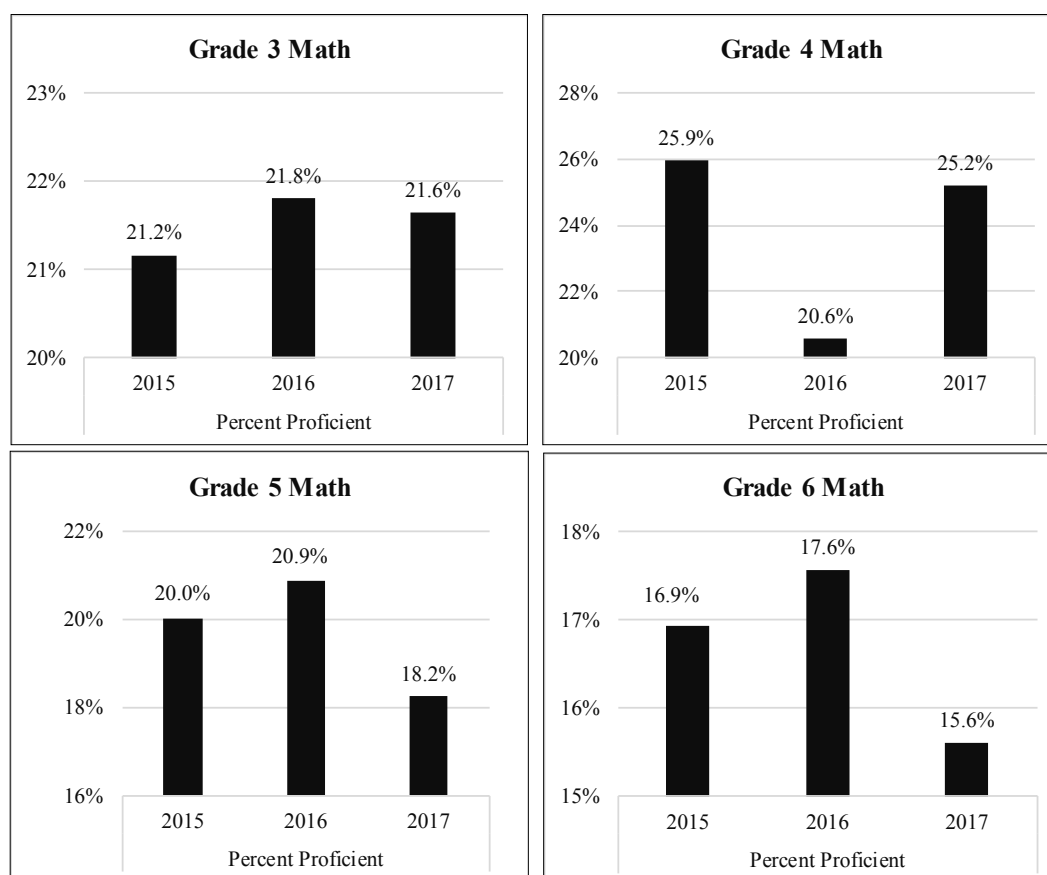 Grade 3 Math
23%
22%
21%
20%
21.2%
21.8%
21.6%
2015 2016 2017
Percent Proficient
Grade 4 Math
28%
26%
24%
22%
20%
25.9%
20.6%
25.2%
2015 2016 2017
Percent Proficient
Grade 5 Math
22%
20%
18%
16%
20.0%
20.9%
18.2%
2015 2016 2017
Percent Proficient
Grade 6 Math
18%
17%
16%
15%
16.9%
17.6%
15.6%
2015 2016 2017
Percent Proficient